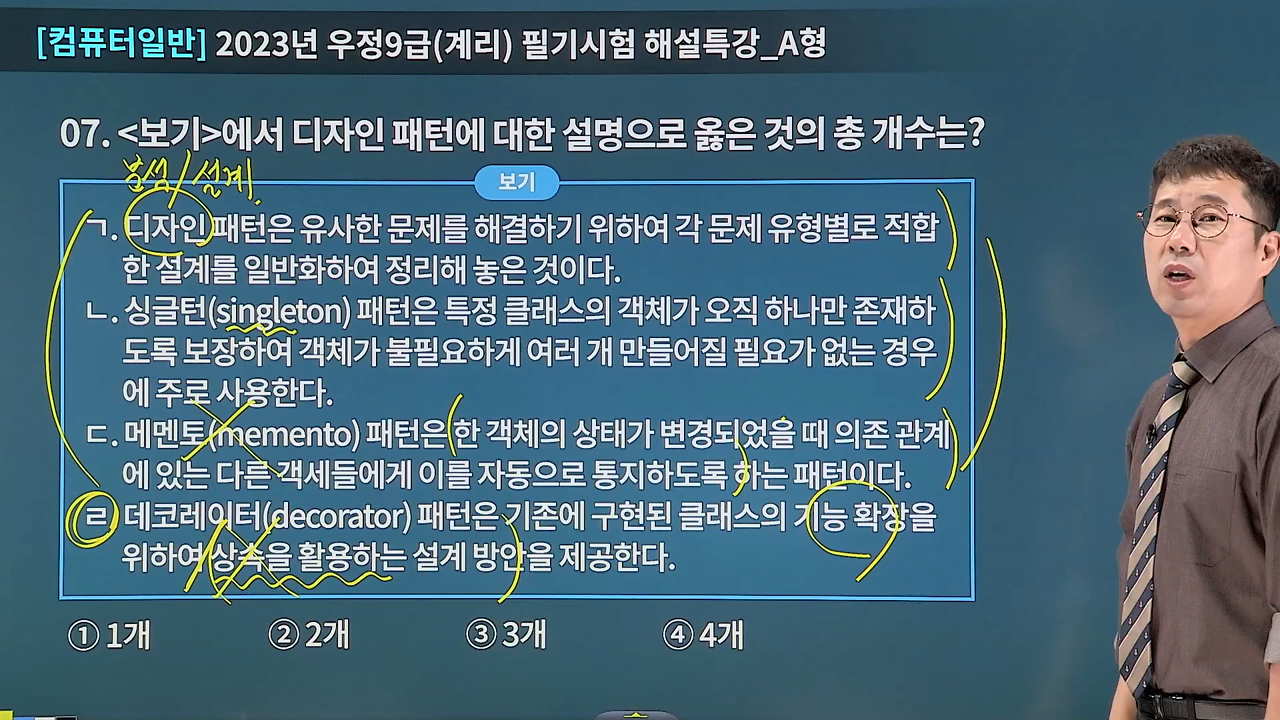 [컴퓨터일반] 2023년 우정9급(계리) 필기시험 해설특강_A형
07. <보기>에서 디자인 패턴에 대한 설명으로 옳은 것의 총 개수는?
분석/설계.
보기
ㄱ. 디자인 패턴은 유사한 문제를 해결하기 위하여 각 문제 유형별로 적합
한 설계를 일반화하여 정리해 놓은 것이다.
ㄴ. 싱글턴(singleton) 패턴은 특정 클래스의 객체가 오직 하나만 존재하
도록 보장하여 객체가 불필요하게 여러 개 만들어질 필요가 없는 경우
에 주로 사용한다.
ㄷ. 메멘토(memento) 패턴은 한 객체의 상태가 변경되었을 때 의존 관계
에 있는 다른 객세들에게 이를 자동으로 통지하도록 하는 패턴이다.
ㄹ. 데코레이터(decorator) 패턴은 기존에 구현된 클래스의 기능 확장을
위하여 상속을 활용하는 설계 방안을 제공한다.
① 1개 ② 2개 ③ 3개 ④ 4개